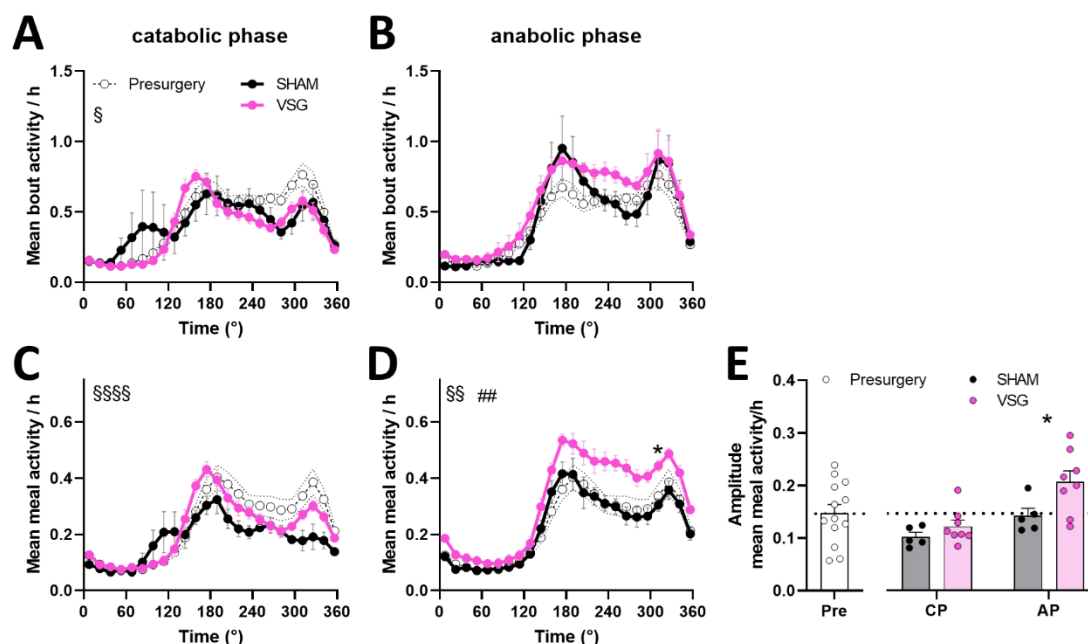 A
catabolic phase
B
anabolic phase
Mean bout activity / h
1.5
1.0
0.5
0.0
Presurgery
SHAM
VSG
§
0 60 120 180 240 300 360
Time (°)
Mean bout activity / h
1.5
1.0
0.5
0.0
0 60 120 180 240 300 360
Time (°)
C
Mean meal activity / h
0.6
0.4
0.2
0.0
§§§§
0 60 120 180 240 300 360
Time (°)
D
Mean meal activity / h
0.6
0.4
0.2
0.0
§§ ##
*
0 60 120 180 240 300 360
Time (°)
E
Presurgery
SHAM
VSG
Amplitude
mean meal activity/h
0.4
0.3
0.2
0.1
0.0
*
Pre CP AP